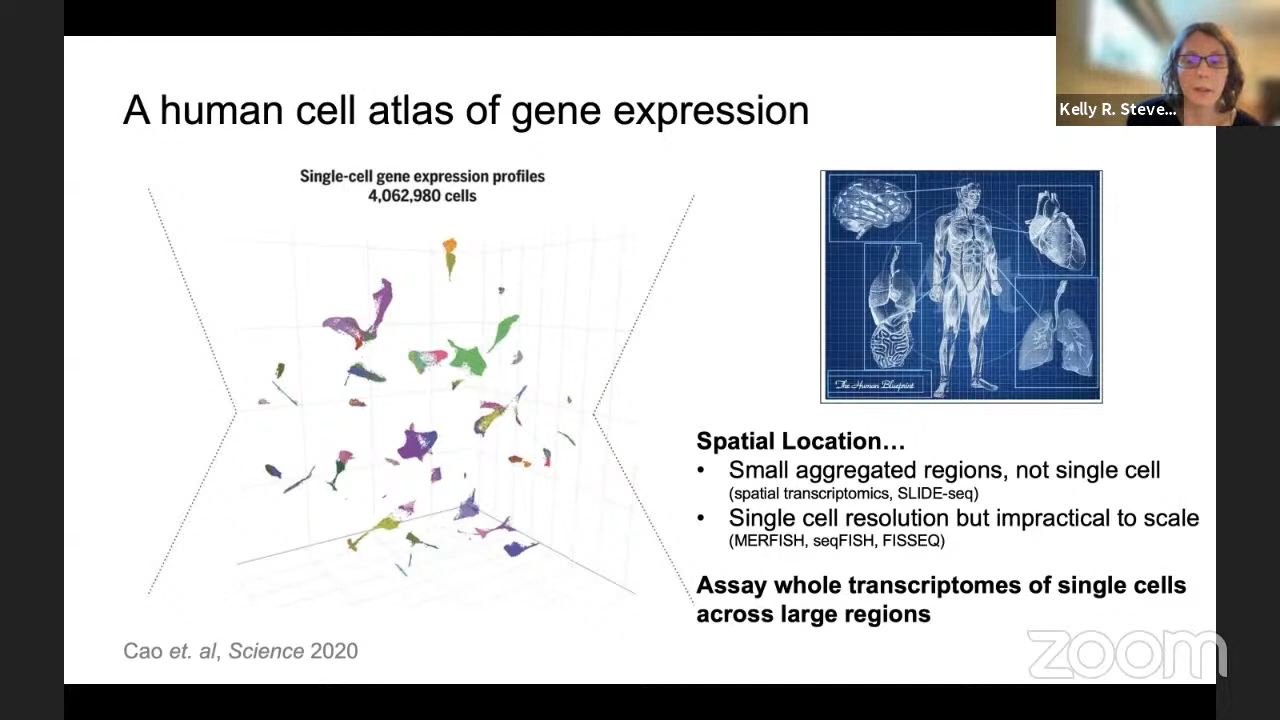 Kelly R. Steve...
A human cell atlas of gene expression
Single-cell gene expression profiles
4,062,980 cells
The Human Blueprint
Spatial Location…
• Small aggregated regions, not single cell
(spatial transcriptomics, SLIDE-seq)
• Single cell resolution but impractical to scale
(MERFISH, seqFISH, FISSEQ)
Assay whole transcriptomes of single cells
across large regions
Cao et. al, Science 2020
zoom